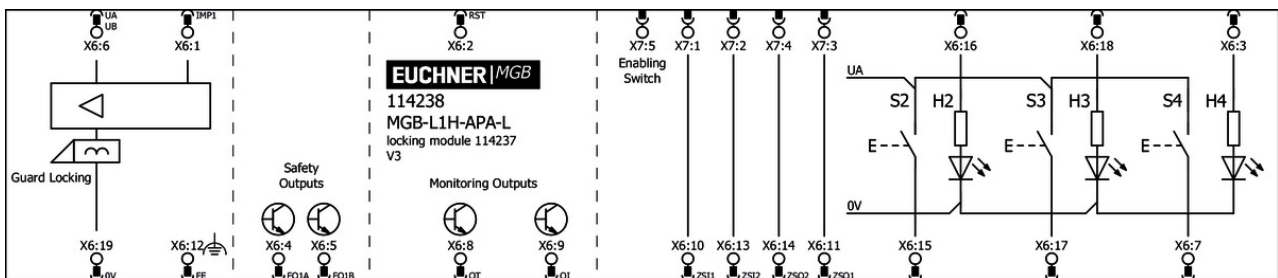 UA
UB
IMP1
RST
X6:6
X6:1
X6:2
X7:5
X7:1
X7:2
X7:4
X7:3
X6:16
X6:18
X6:3
Enabling
Switch
EUCHNER MGB
114238
MGB-L1H-APA-L
locking module 114237
V3
UA
S2
H2
S3
H3
S4
H4
E
E
E
Guard Locking
Safety
Outputs
Monitoring Outputs
0V
X6:19
X6:12
X6:4
X6:5
X6:8
X6:9
X6:10
X6:13
X6:14
X6:11
X6:15
X6:17
X6:7
0V
FE
FO1A
FO1B
OT
OI
ZSI1
ZSI2
ZSO2
ZSO1